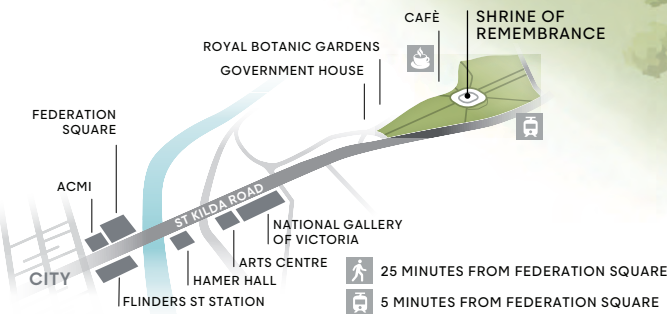 CAFÈ
SHRINE OF
REMEMBRANCE
ROYAL BOTANIC GARDENS
GOVERNMENT HOUSE
FEDERATION
SQUARE
ACMI
ST KILDA ROAD
NATIONAL GALLERY
OF VICTORIA
ARTS CENTRE
CITY
HAMER HALL
FLINDERS ST STATION
25 MINUTES FROM FEDERATION SQUARE
5 MINUTES FROM FEDERATION SQUARE